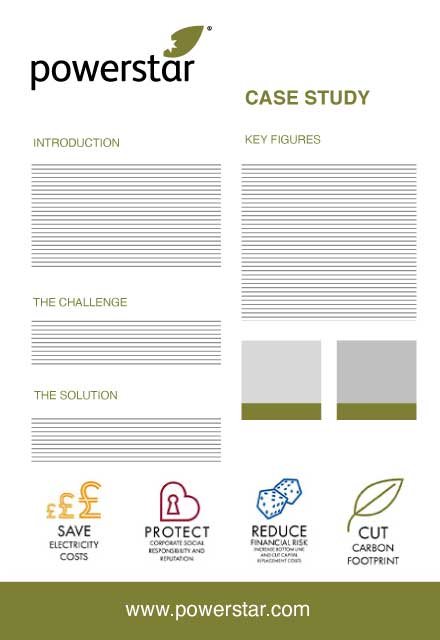 powerstar®
CASE STUDY
INTRODUCTION
KEY FIGURES
THE CHALLENGE
THE SOLUTION
£££
SAVE
ELECTRICITY
COSTS
PROTECT
CORPORATE SOCIAL
RESPONSIBILITY AND
REPUTATION
REDUCE
FINANCIAL RISK
INCREASE BOTTOM LINE
AND CUT CAPITAL
REPLACEMENT COSTS
CUT
CARBON
FOOTPRINT
www.powerstar.com